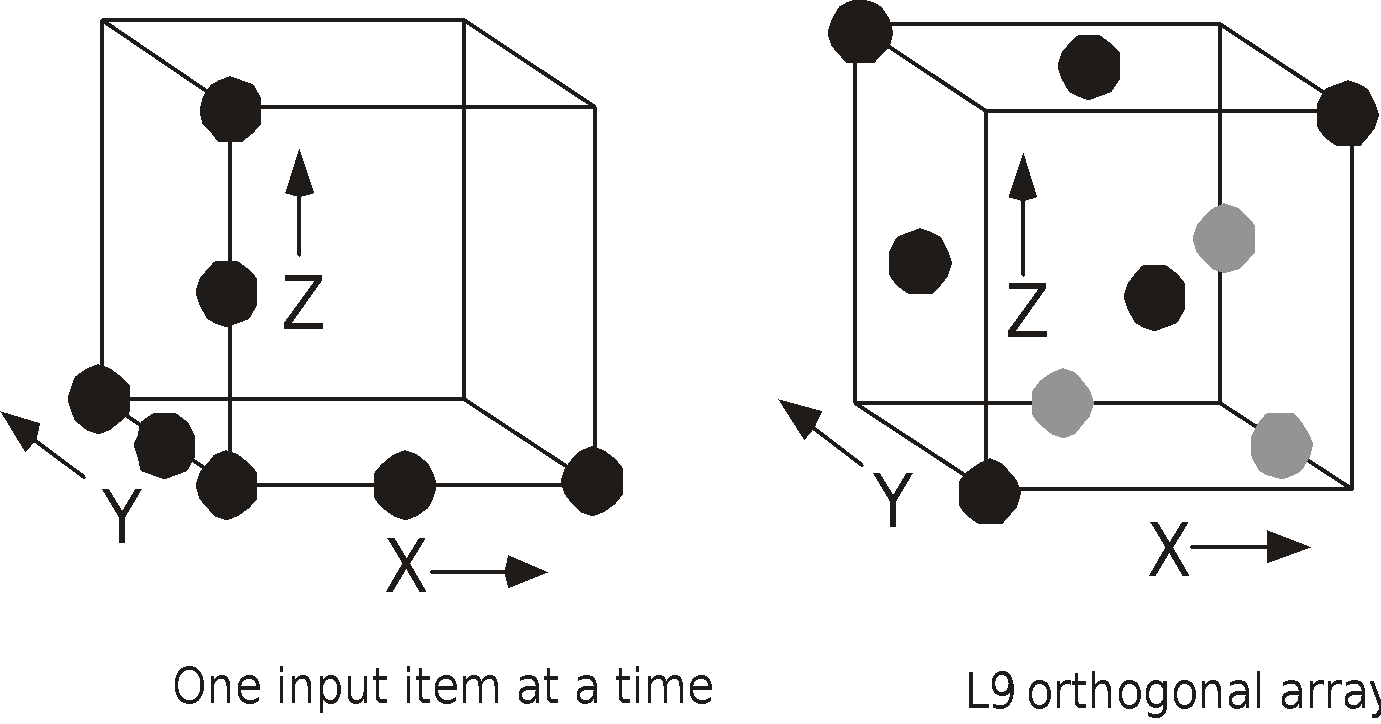 Z
Z
Y
Y
X
X
One input item at a time
L9 orthogonal array